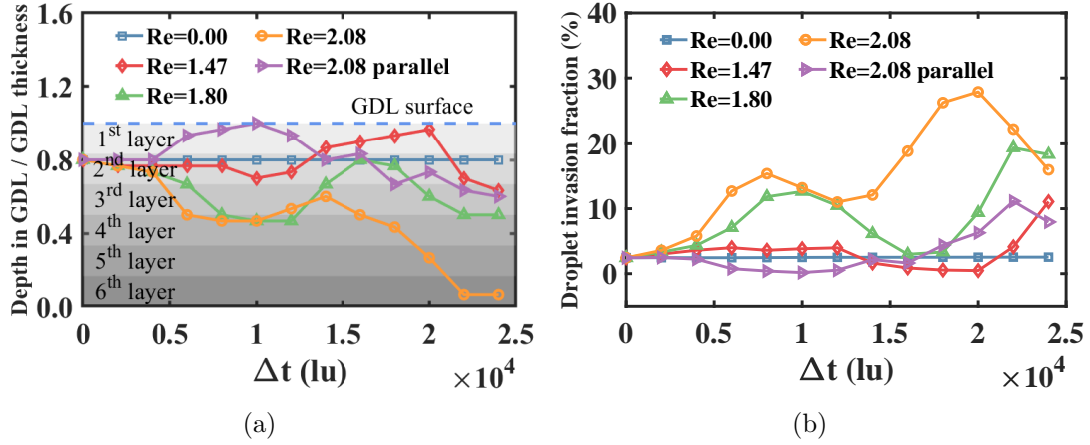 Depth in GDL / GDL thickness
1.6
1.2
0.8
0.4
0.0
Re=0.00
Re=2.08
Re=1.47
Re=2.08 parallel
Re=1.80
GDL surface
1st layer
2nd layer
3rd layer
4th layer
5th layer
6th layer
0 0.5 1 1.5 2 2.5
Δt (lu)
×10^4
(a)
Droplet invasion fraction (%)
40
30
20
10
0
Re=0.00
Re=2.08
Re=1.47
Re=2.08 parallel
Re=1.80
0 0.5 1 1.5 2 2.5
Δt (lu)
×10^4
(b)